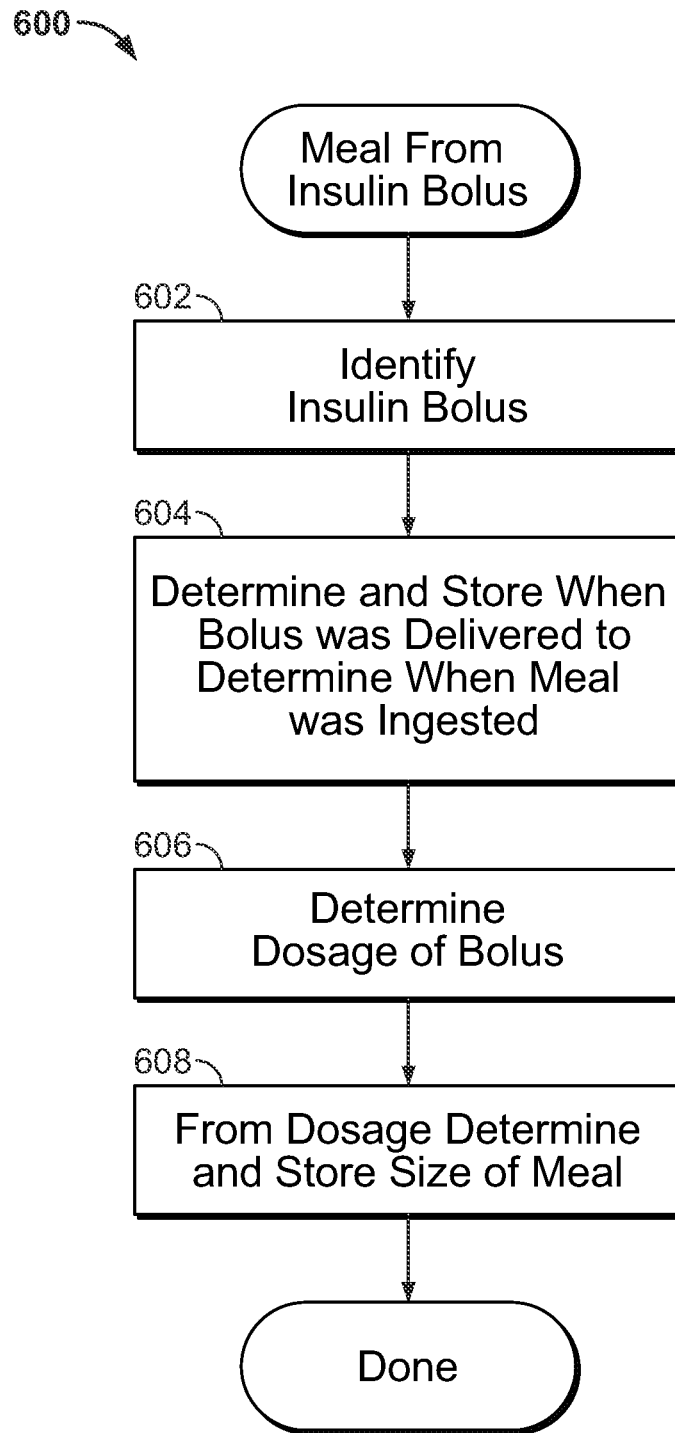 600
Meal From
Insulin Bolus
602
Identify
Insulin Bolus
604
Determine and Store When
Bolus was Delivered to
Determine When Meal
was Ingested
606
Determine
Dosage of Bolus
608
From Dosage Determine
and Store Size of Meal
Done